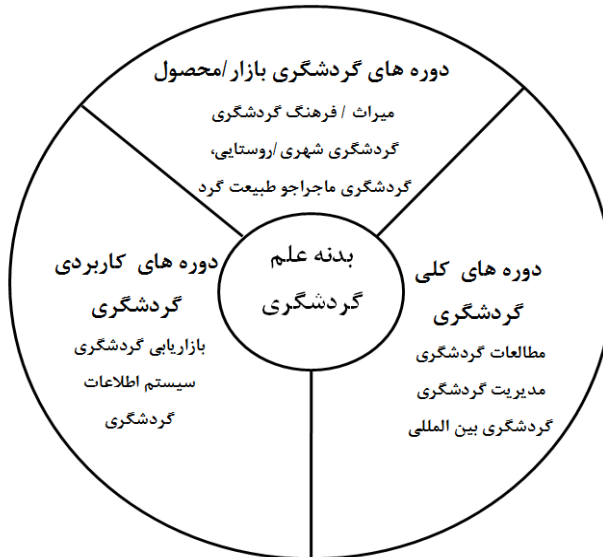 دوره های گردشگری بازار/محصول
میراث / فرهنگ گردشگری
گردشگری شهری /روستایی،
گردشگری ماجراجو طبیعت گرد
بدنه علم
گردشگری
دوره های کلی
گردشگری
مطالعات گردشگری
مدیریت گردشگری
گردشگری بین المللی
دوره های کاربردی
گردشگری
بازاریابی گردشگری
سیستم اطلاعات
گردشگری